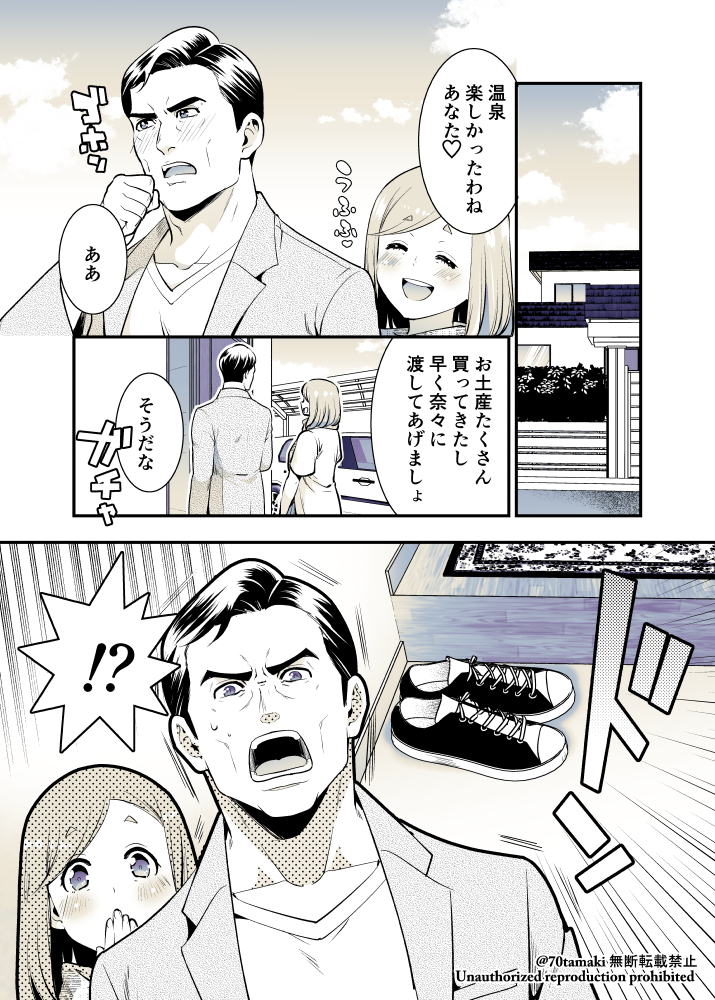 温泉
楽しかったわね
あなた♡
うふふ♡
ゴホン
ああ
お土産たくさん
買ってきたし
早く奈々に
渡してあげましょ
そうだな
ガチャ
!?
ドーン
@70tamaki 無断転載禁止
Unauthorized reproduction prohibited